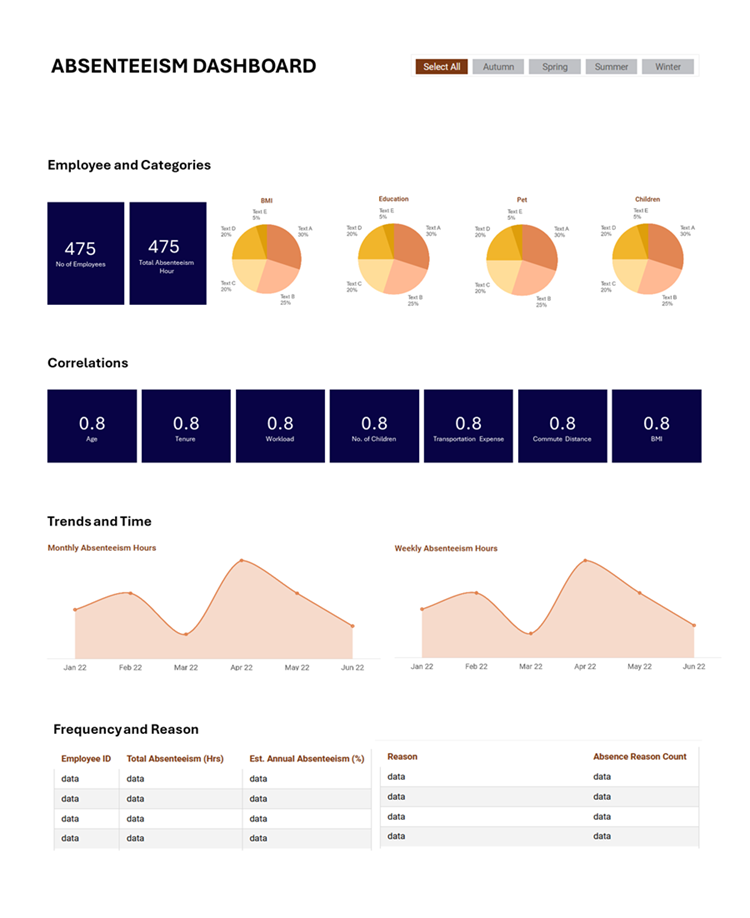 ABSENTEEISM DASHBOARD
Select All
Autumn
Spring
Summer
Winter
Employee and Categories
475
No of Employees
475
Total Absenteeism
Hour
BMI
Text E
5%
Text D
20%
Text A
30%
Text C
20%
Text B
25%
Education
Text E
5%
Text D
20%
Text A
30%
Text C
20%
Text B
25%
Pet
Text E
5%
Text D
20%
Text A
30%
Text C
20%
Text B
25%
Children
Text E
5%
Text D
20%
Text A
30%
Text C
20%
Text B
25%
Correlations
0.8
Age
0.8
Tenure
0.8
Workload
0.8
No. of Children
0.8
Transportation Expense
0.8
Commute Distance
0.8
BMI
Trends and Time
Monthly Absenteeism Hours
Jan 22 Feb 22 Mar 22 Apr 22 May 22 Jun 22
Weekly Absenteeism Hours
Jan 22 Feb 22 Mar 22 Apr 22 May 22 Jun 22
Frequency and Reason
Employee ID Total Absenteeism (Hrs) Est. Annual Absenteeism (%)
data data data
data data data
data data data
data data data
Reason Absence Reason Count
data data
data data
data data
data data